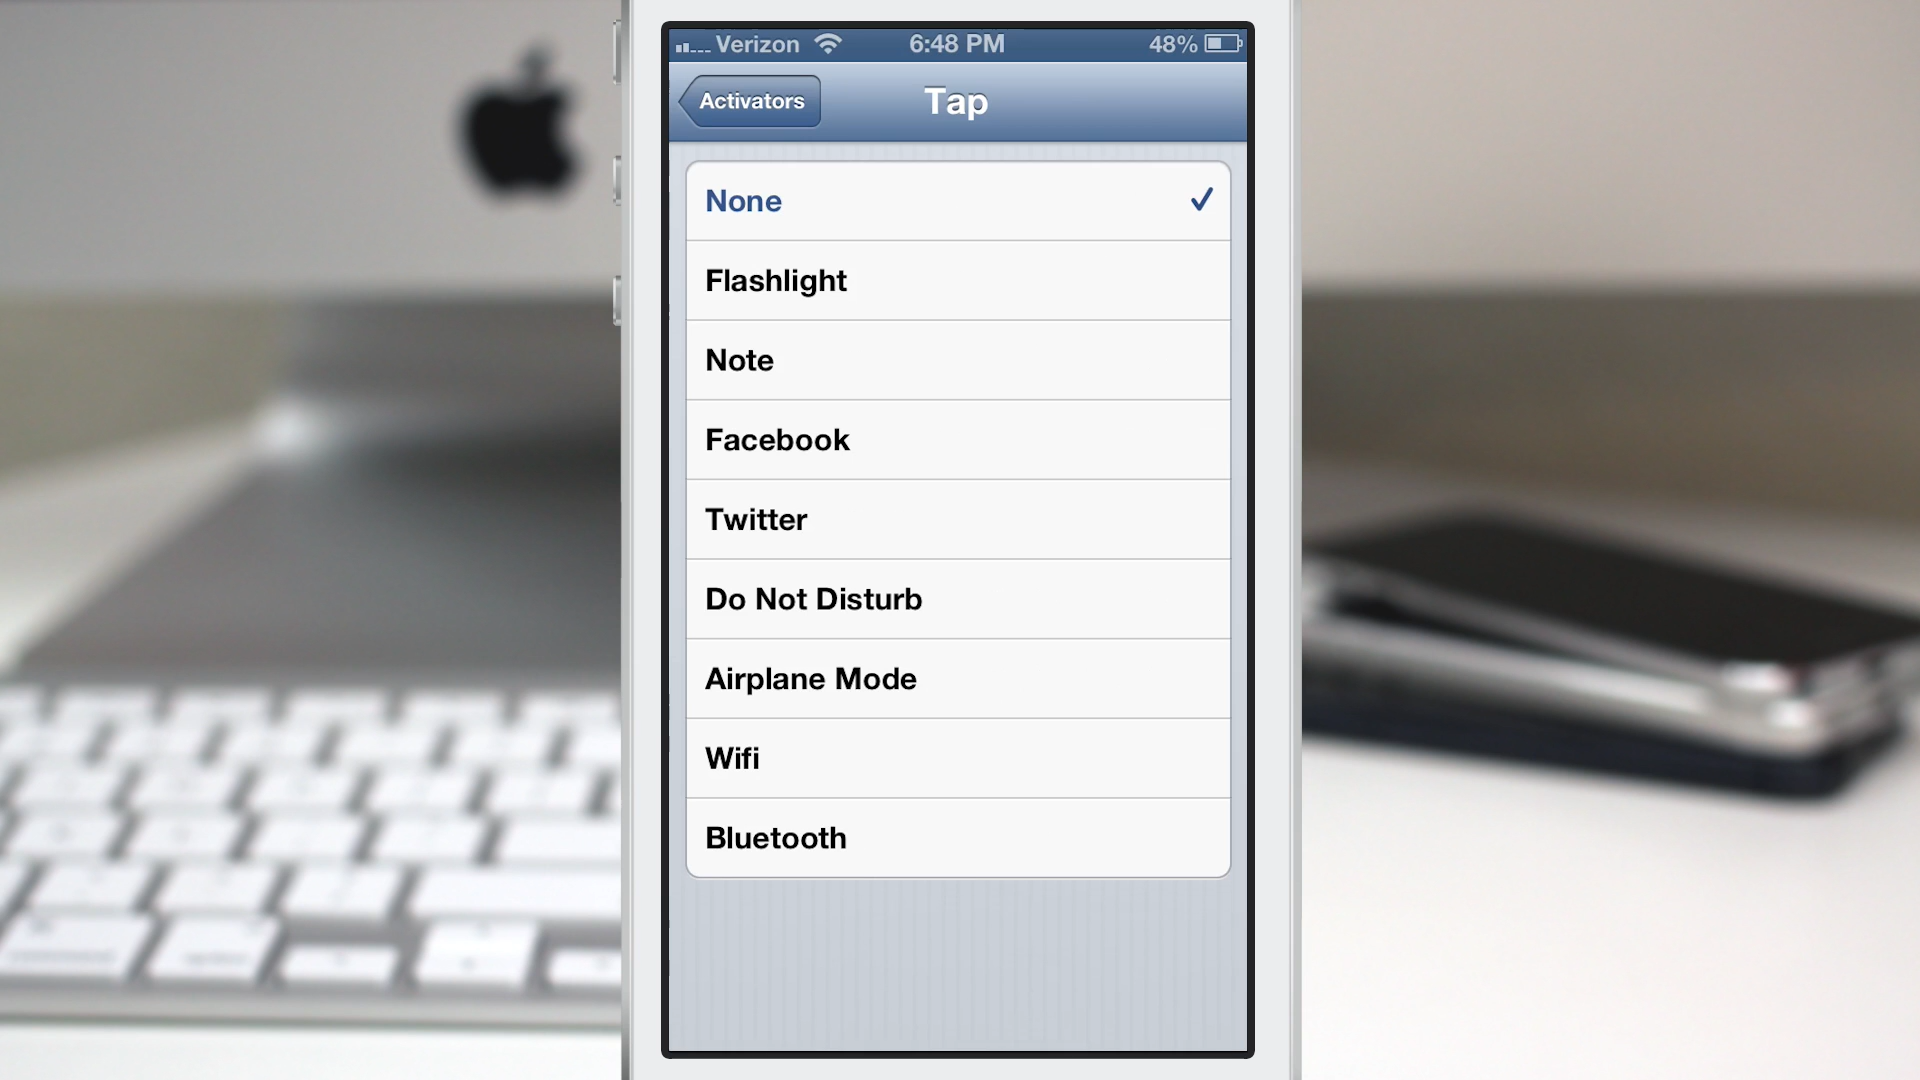 Verizon 6:48 PM 48%
Activators Tap
None
Flashlight
Note
Facebook
Twitter
Do Not Disturb
Airplane Mode
Wifi
Bluetooth